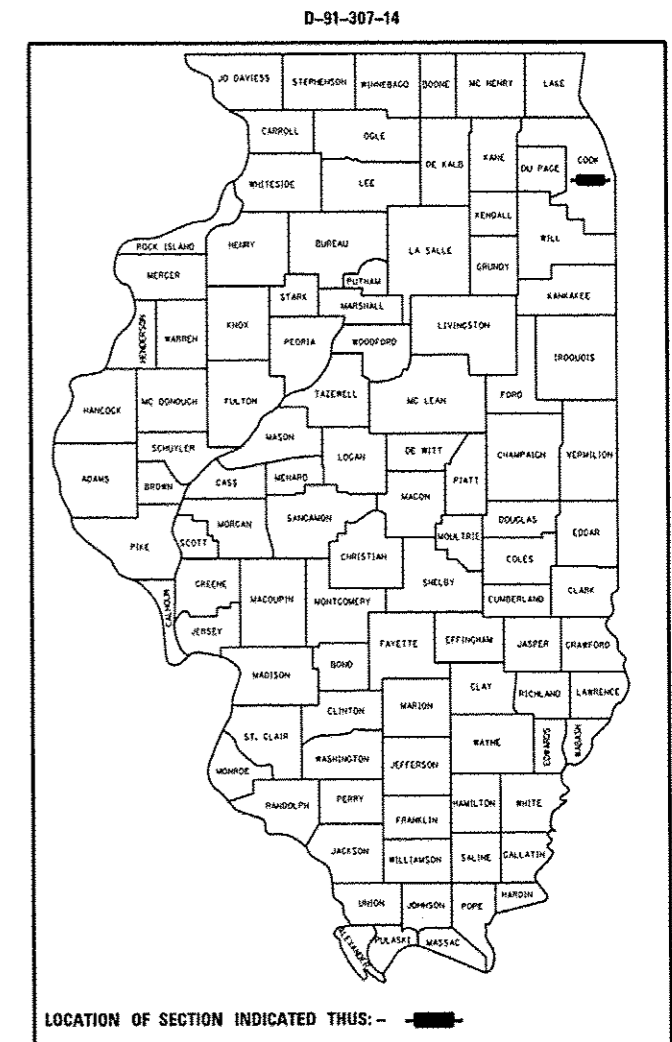 D-91-307-14
JO DAVIESS STEPHENSON WINNEBAGO BOONE MC HENRY LAKE
CARROLL OGLE DE KALB KANE DU PAGE COOK
WHITESIDE LEE
KENDALL WILL
ROCK ISLAND HENRY BUREAU LA SALLE GRUNDY
MERCER PUTNAM
STARK MARSHALL KANKAKEE
HENDERSON WARREN KNOX PEORIA WOODFORD LIVINGSTON IROQUOIS
HANCOCK MC DONOUGH FULTON TAZEWELL MC LEAN FORD
MASON
SCHUYLER LOGAN DE WITT CHAMPAIGN VERMILION
ADAMS BROWN CASS MENARD PIATT
MACON
MORGAN SANGAMON DOUGLAS EDGAR
PIKE SCOTT CHRISTIAN MOULTRIE COLES
GREENE SHELBY
CALHOUN MACOUPIN MONTGOMERY CUMBERLAND CLARK
JERSEY
FAYETTE EFFINGHAM JASPER CRAWFORD
MADISON BOND
CLAY RICHLAND LAWRENCE
CLINTON MARION
ST. CLAIR WAYNE EDWARDS WABASH
WASHINGTON JEFFERSON
MONROE
RANDOLPH PERRY HAMILTON WHITE
FRANKLIN
JACKSON WILLIAMSON SALINE GALLATIN
HARDIN
UNION JOHNSON POPE
ALEXANDER PULASKI MASSAC
LOCATION OF SECTION INDICATED THUS: -